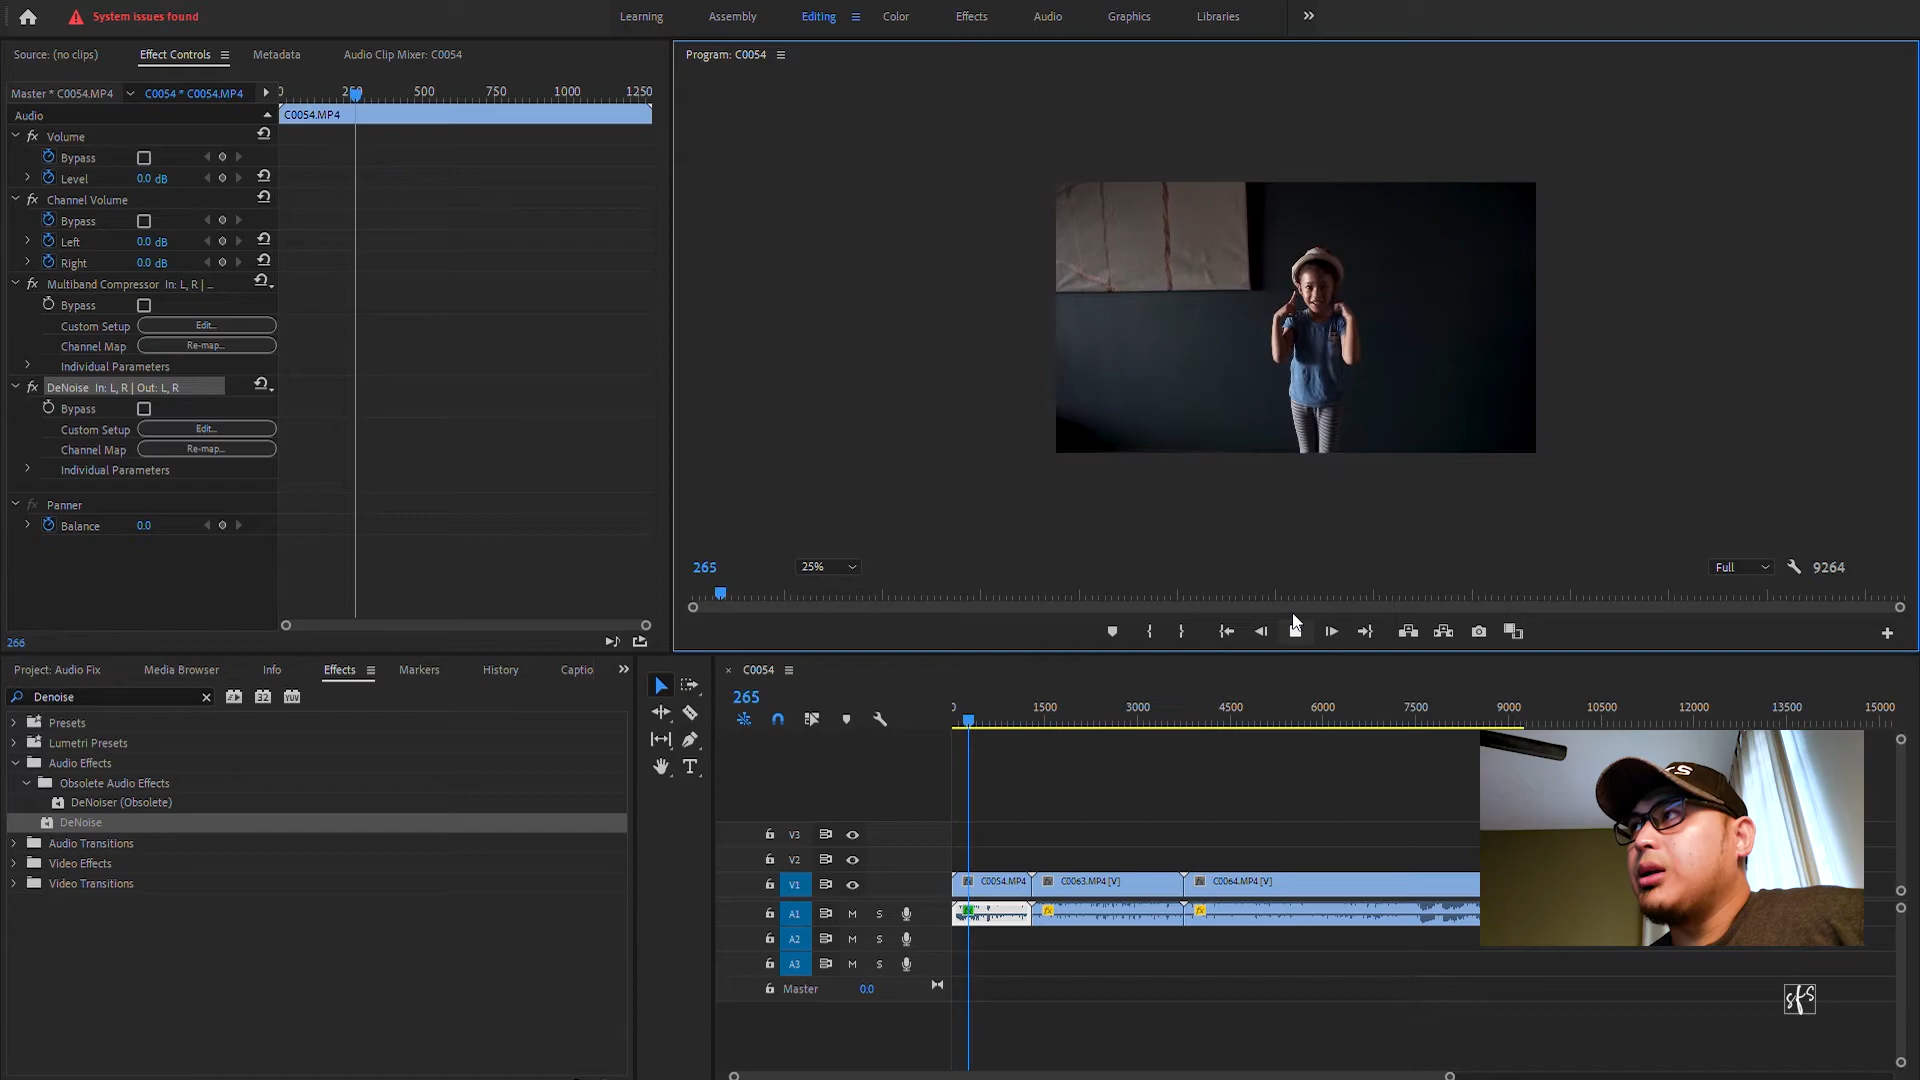 System issues found
Learning Assembly Editing Color Effects Audio Graphics Libraries
Source: (no clips) Effect Controls Metadata Audio Clip Mixer: C0054
Program: C0054
Master * C0054.MP4 C0054 * C0054.MP4
0 250 500 750 1000 1250
Audio C0054.MP4
Volume
Bypass
Level 0.0 dB
Channel Volume
Bypass
Left 0.0 dB
Right 0.0 dB
Multiband Compressor In: L, R | ...
Bypass
Custom Setup Edit...
Channel Map Re-map...
Individual Parameters
DeNoise In: L, R | Out: L, R
Bypass
Custom Setup Edit...
Channel Map Re-map...
Individual Parameters
Panner
Balance 0.0
266
265 25% Full 9264
Project: Audio Fix Media Browser Info Effects Markers History Captio
Denoise
32 YUV
Presets
Lumetri Presets
Audio Effects
Obsolete Audio Effects
DeNoiser (Obsolete)
DeNoise
Audio Transitions
Video Effects
Video Transitions
C0054
265
0 1500 3000 4500 6000 7500 9000 10500 12000 13500 15000
V3
V2
V1 C0054.MP4 C0063.MP4 [V] C0064.MP4 [V]
A1 M S
A2 M S
A3 M S
Master 0.0
sfs